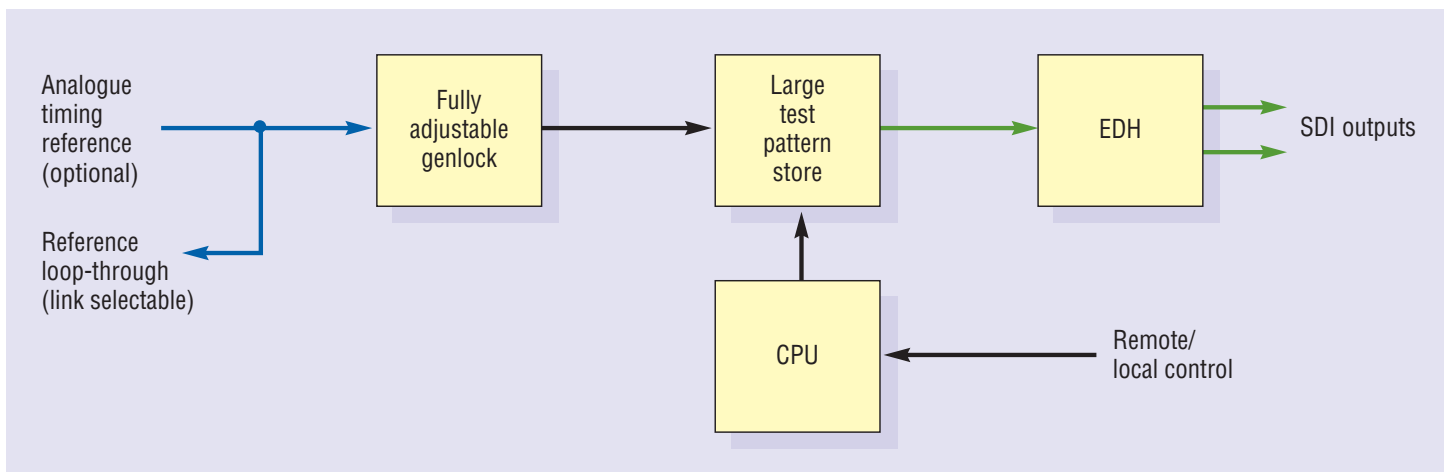 Analogue
timing
reference
(optional)
Fully
adjustable
genlock
Large
test
pattern
store
EDH
SDI outputs
Reference
loop-through
(link selectable)
CPU
Remote/
local control